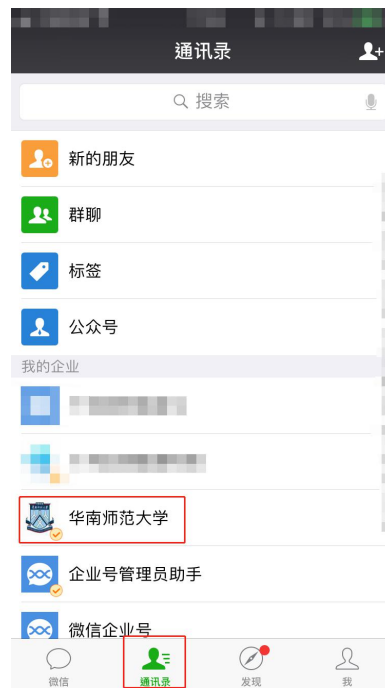 通讯录
搜索
新的朋友
群聊
标签
公众号
我的企业
华南师范大学
企业号管理员助手
微信企业号
微信
通讯录
发现
我